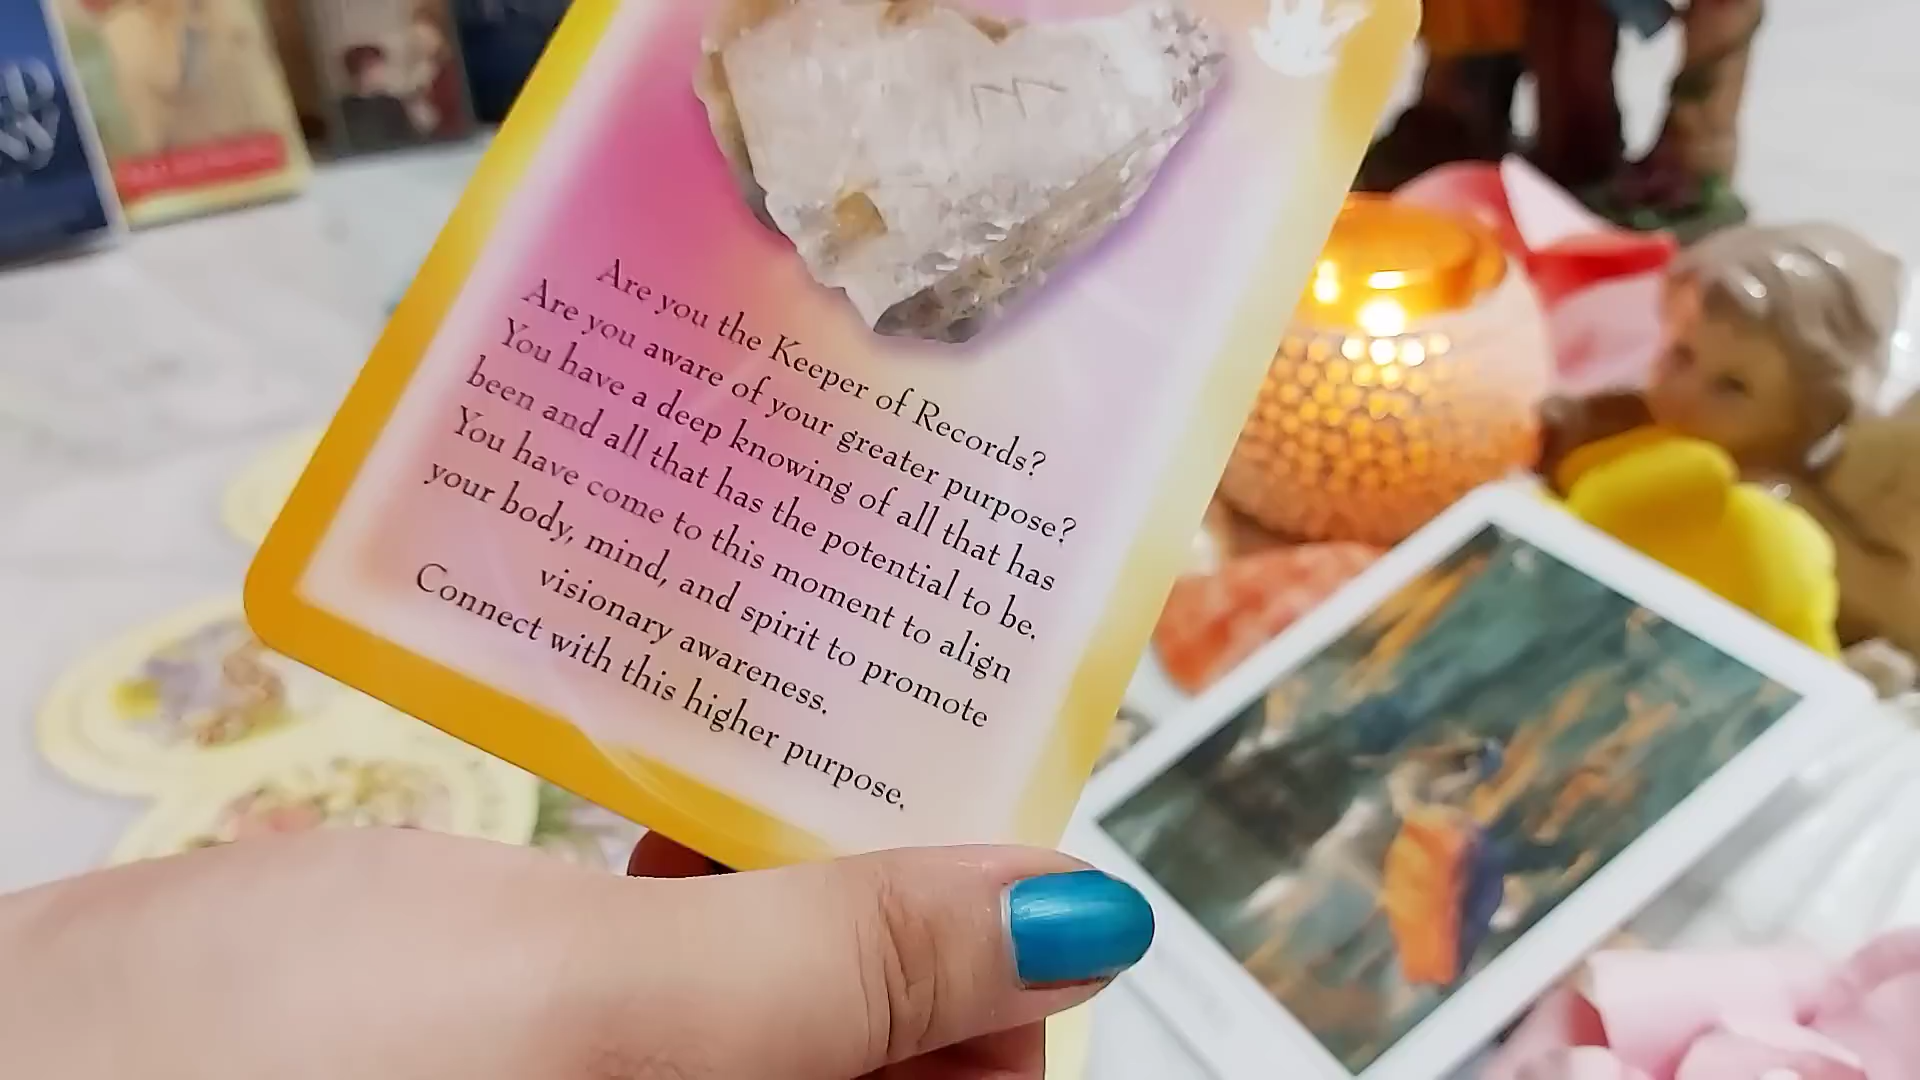 Are you the Keeper of Records?
Are you aware of your greater purpose?
You have a deep knowing of all that has
been and all that has the potential to be.
You have come to this moment to align
your body, mind, and spirit to promote
visionary awareness.
Connect with this higher purpose.